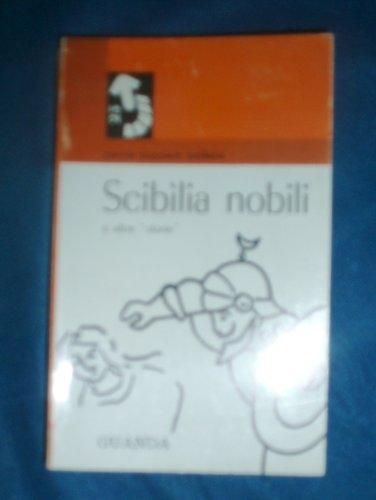 Scibilia nobili
e altre "storie"
GUANDA